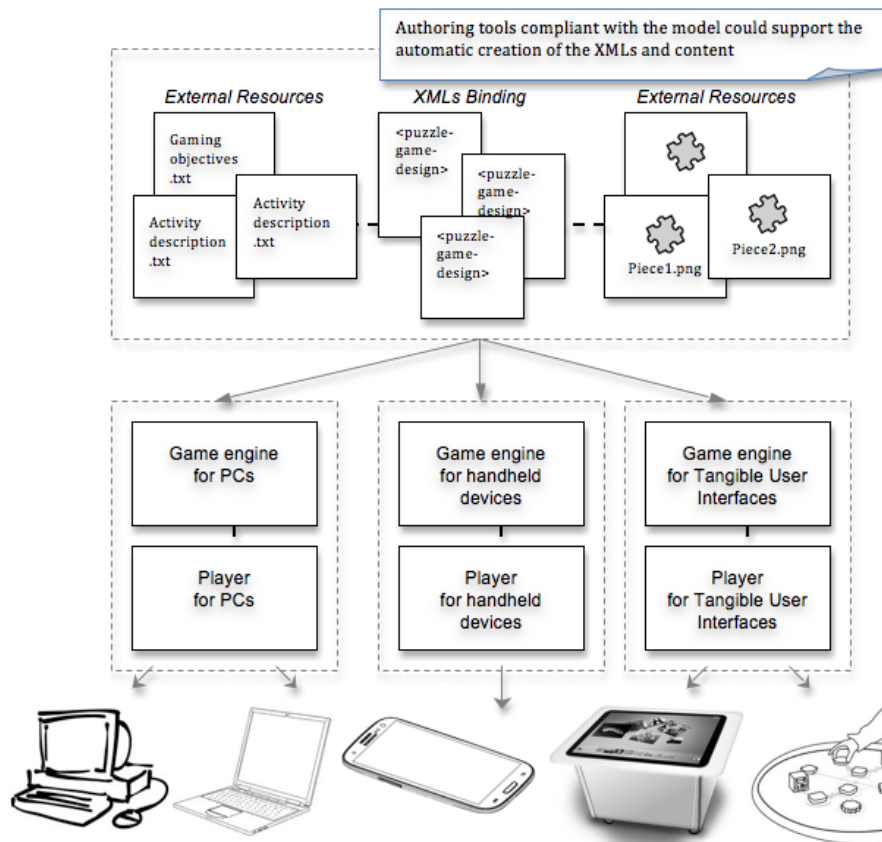 Authoring tools compliant with the model could support the
automatic creation of the XMLs and content
External Resources
XMLs Binding
External Resources
Gaming
objectives
.txt
Activity
description
.txt
Activity
description
.txt
<puzzle-
game-
design>
<puzzle-
game-
design>
<puzzle-
game-
design>
Piece1.png
Piece2.png
Game engine
for PCs
Game engine
for handheld
devices
Game engine
for Tangible User
Interfaces
Player
for PCs
Player
for handheld
devices
Player
for Tangible User
Interfaces